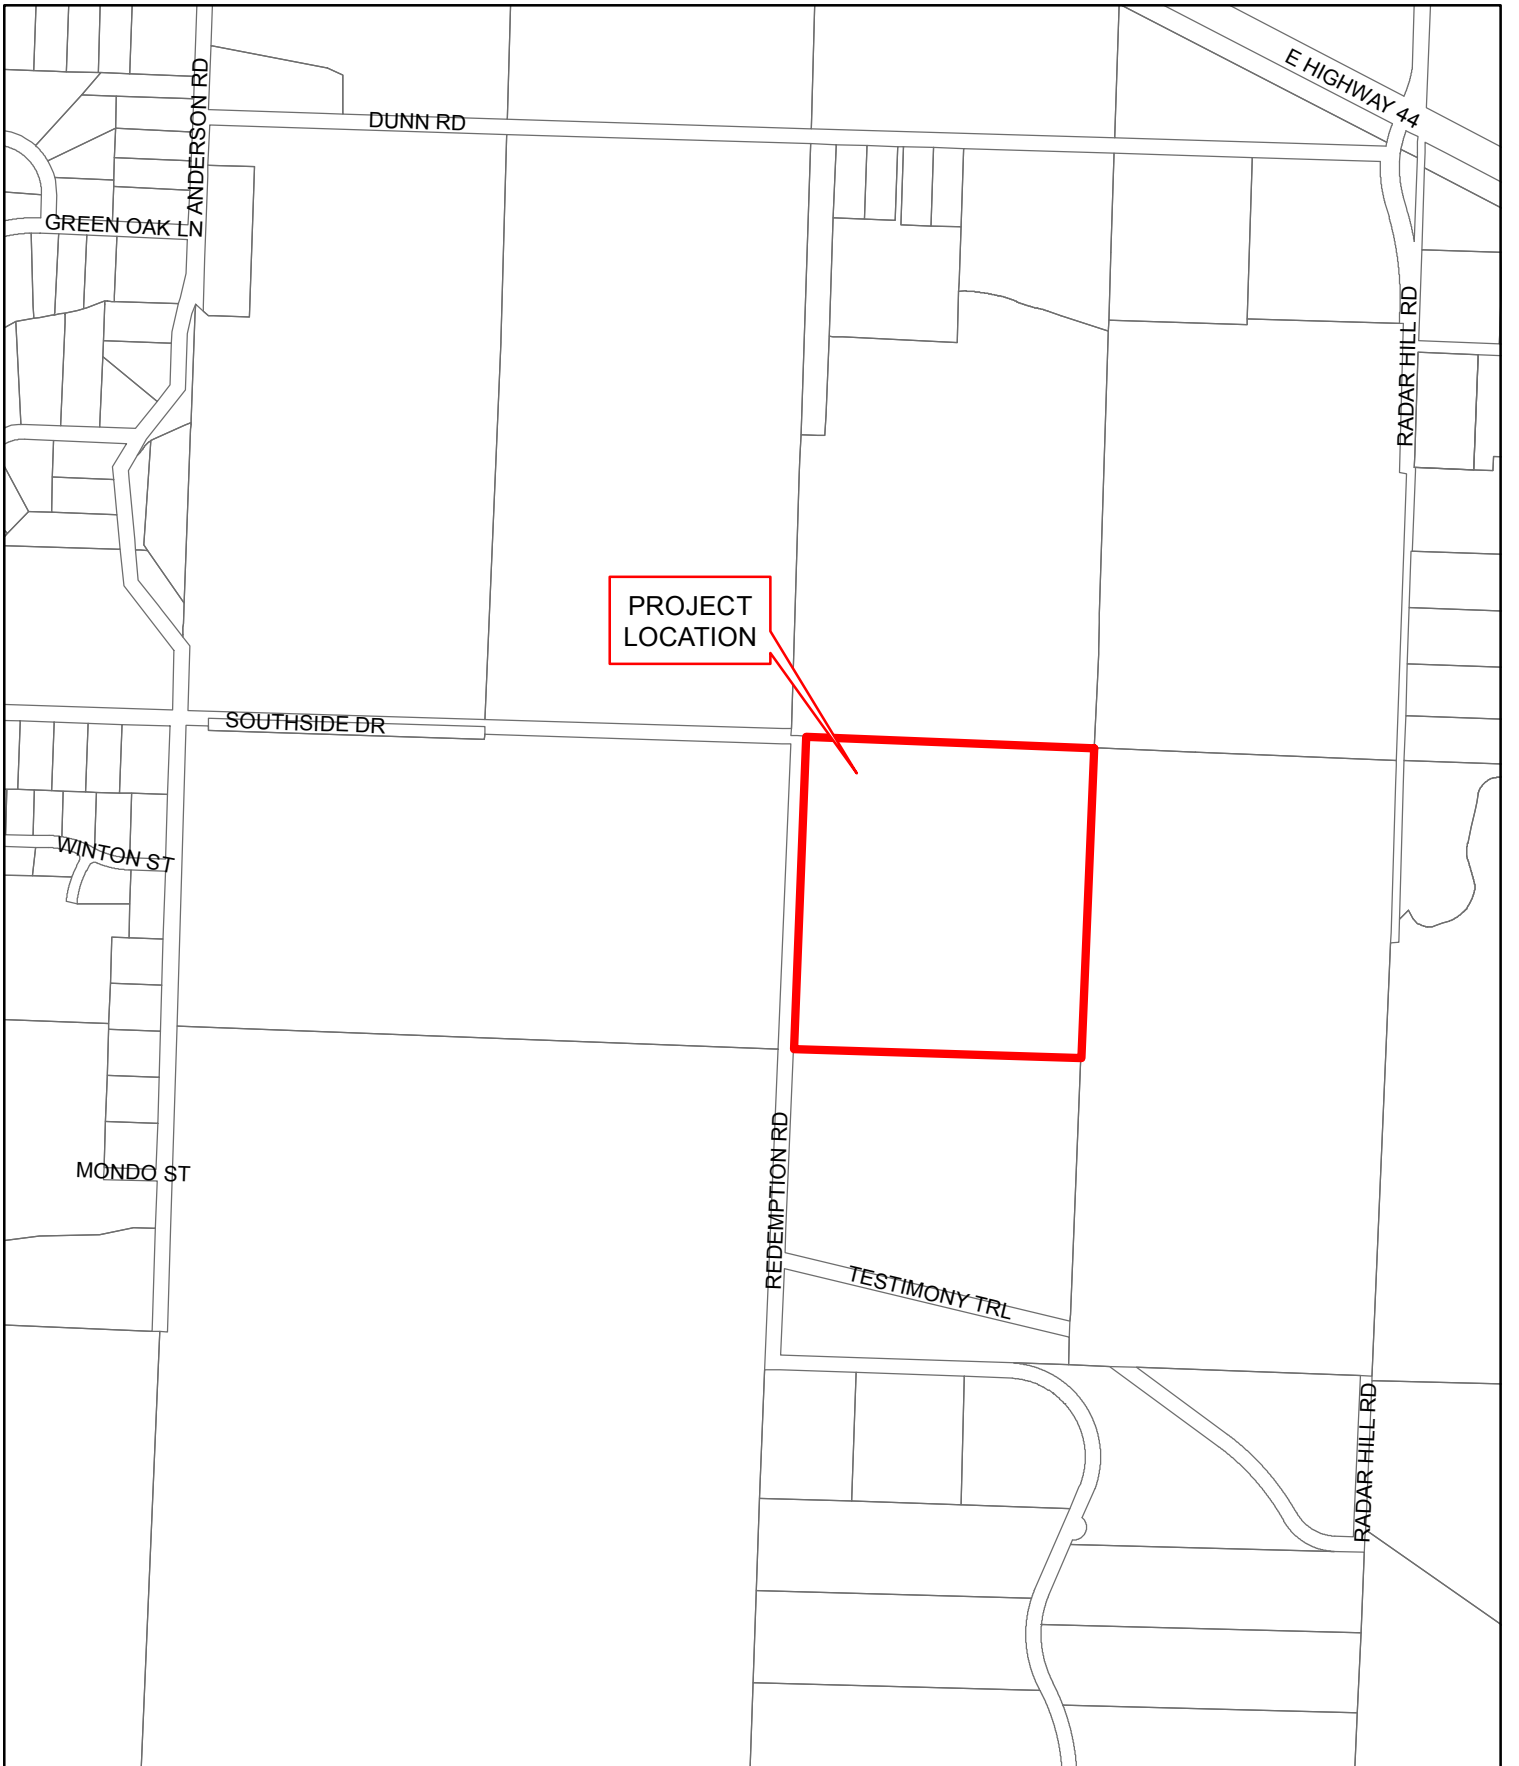 E HIGHWAY 44
ANDERSON RD
DUNN RD
GREEN OAK LN
RADAR HILL RD
PROJECT
LOCATION
SOUTHSIDE DR
WINTON ST
REDEMPTION RD
MONDO ST
TESTIMONY TRL
RADAR HILL RD